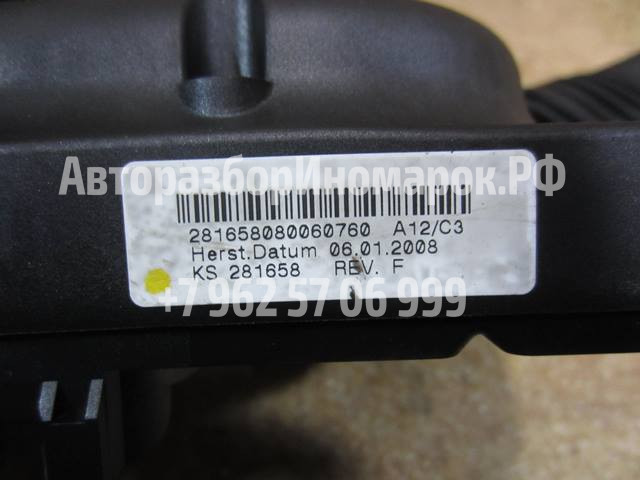 АвторазборИномарок.РФ
281658080060760 A12/C3
Herst.Datum 06.01.2008
KS 281658 REV. F
+7 962 57 06 999